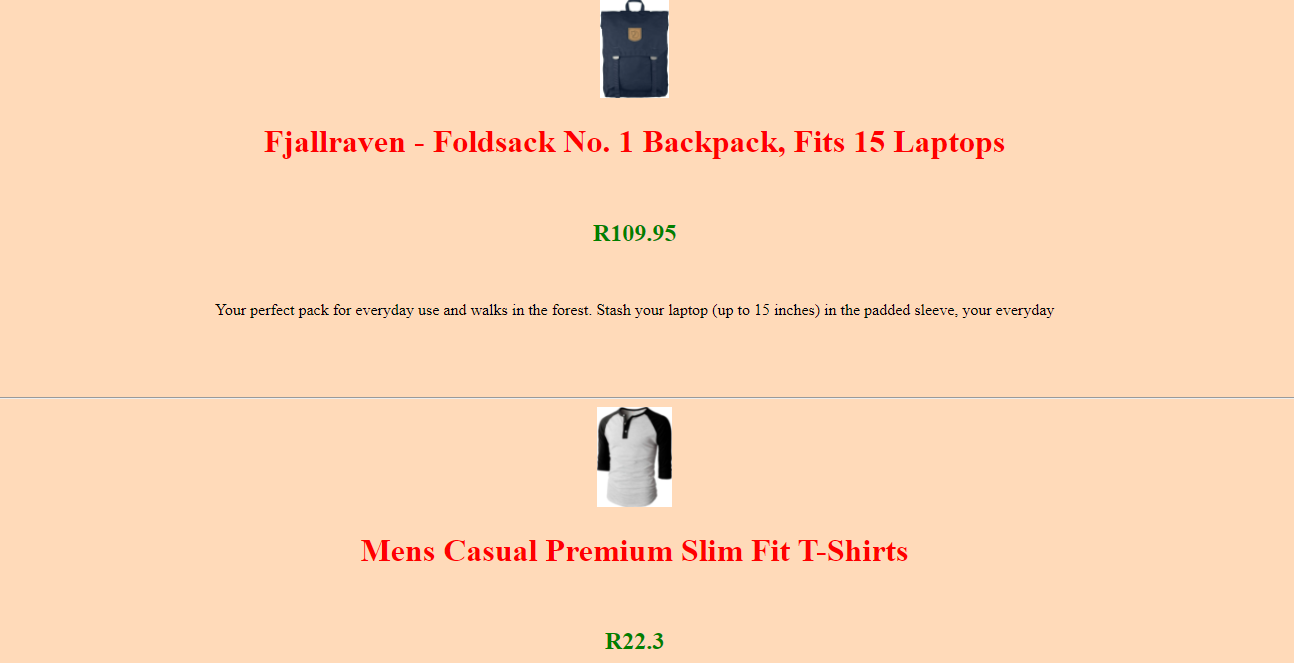 Fjallraven - Foldsack No. 1 Backpack, Fits 15 Laptops
R109.95
Your perfect pack for everyday use and walks in the forest. Stash your laptop (up to 15 inches) in the padded sleeve, your everyday
Mens Casual Premium Slim Fit T-Shirts
R22.3